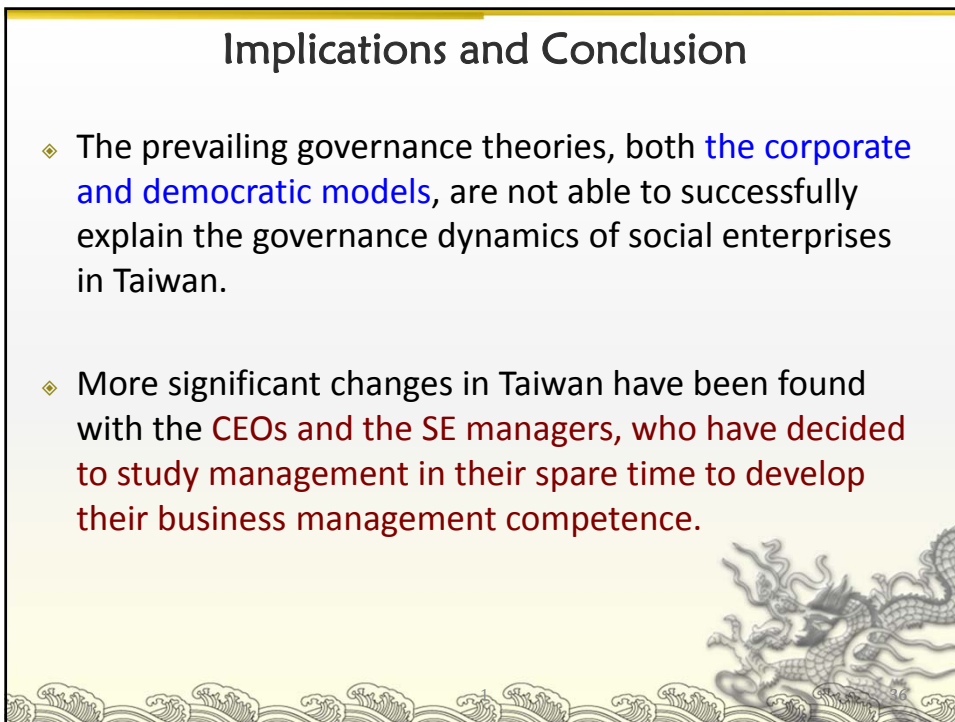 Implications and Conclusion
The prevailing governance theories, both the corporate
and democratic models, are not able to successfully
explain the governance dynamics of social enterprises
in Taiwan.
More significant changes in Taiwan have been found
with the CEOs and the SE managers, who have decided
to study management in their spare time to develop
their business management competence.
1
36